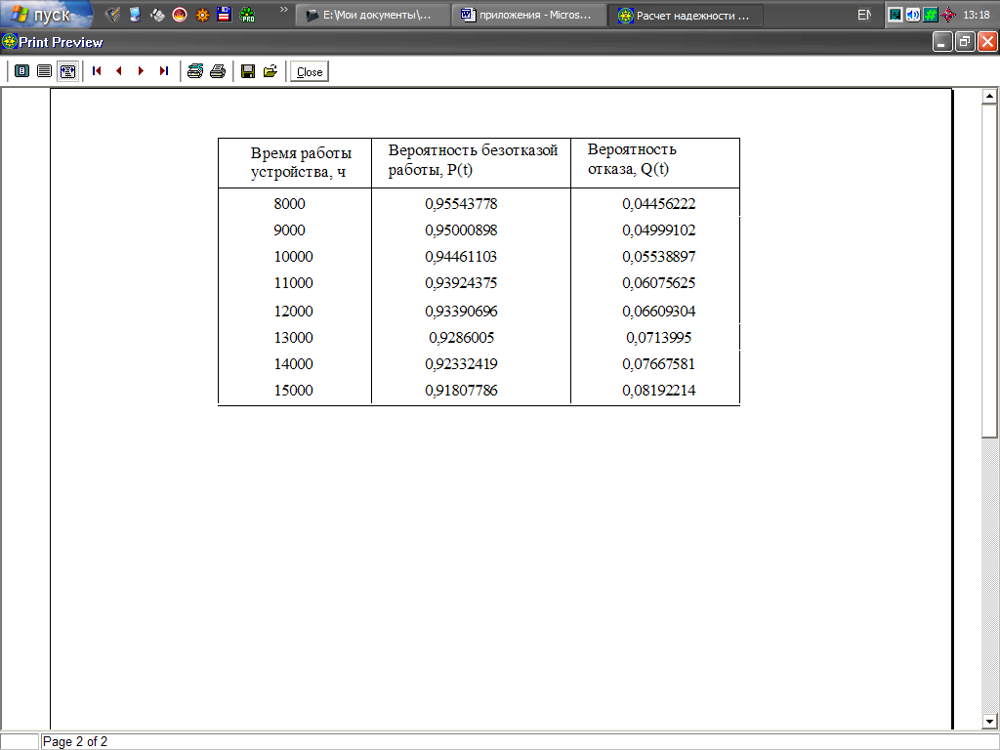 пуск
E:\Мои документы\...
приложения - Micros...
Расчет надежности ...
EN
13:18
Print Preview
Close
Время работы устройства, ч
Вероятность безотказой работы, P(t)
Вероятность отказа, Q(t)
8000 0,95543778 0,04456222
9000 0,95000898 0,04999102
10000 0,94461103 0,05538897
11000 0,93924375 0,06075625
12000 0,93390696 0,06609304
13000 0,9286005 0,0713995
14000 0,92332419 0,07667581
15000 0,91807786 0,08192214
Page 2 of 2